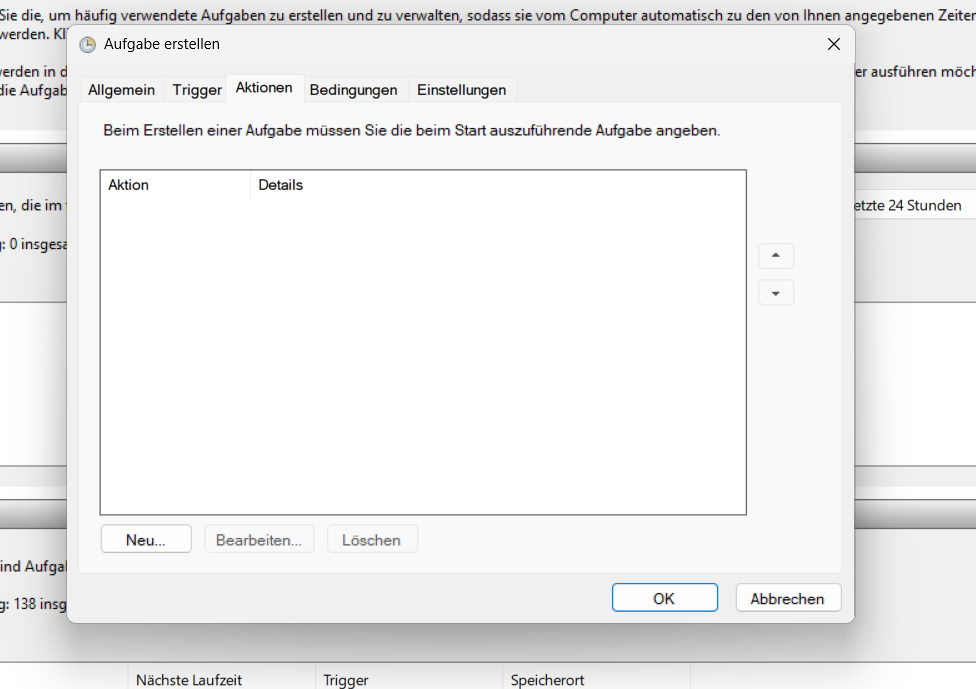 Sie die, um häufig verwendete Aufgaben zu erstellen und zu verwalten, sodass sie vom Computer automatisch zu den von Ihnen angegebenen Zeiten
werden.
Aufgabe erstellen
werden in d
er ausführen möch
die Aufgab
Allgemein Trigger Aktionen Bedingungen Einstellungen
Beim Erstellen einer Aufgabe müssen Sie die beim Start auszuführende Aufgabe angeben.
Aktion Details
en, die im
etzte 24 Stunden
g: 0 insgesa
Neu... Bearbeiten... Löschen
ind Aufgal
g: 138 insg
OK Abbrechen
Nächste Laufzeit Trigger Speicherort